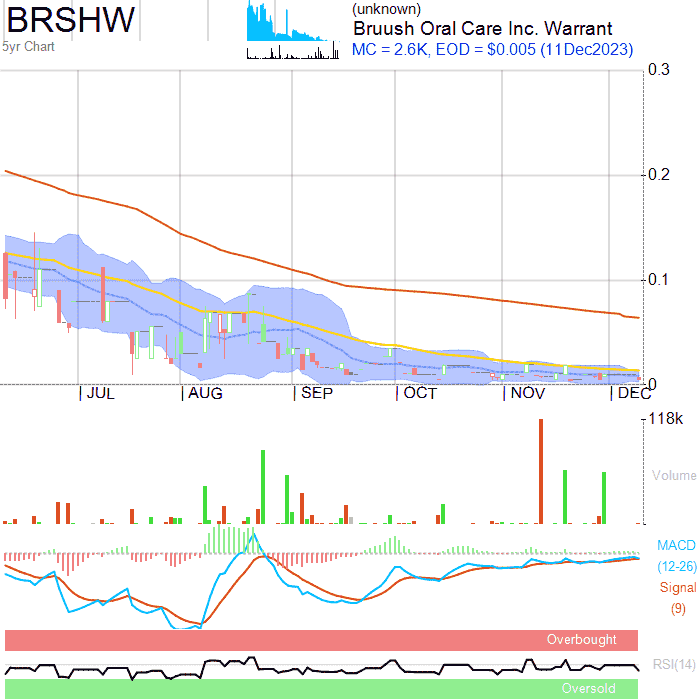 BRSHW
5yr Chart
(unknown)
Bruush Oral Care Inc. Warrant
MC = 2.6K, EOD = $0.005 (11Dec2023)
0.3
0.2
0.1
0
JUL AUG SEP OCT NOV DEC
118k
Volume
MACD
(12-26)
Signal
(9)
Overbought
RSI(14)
Oversold